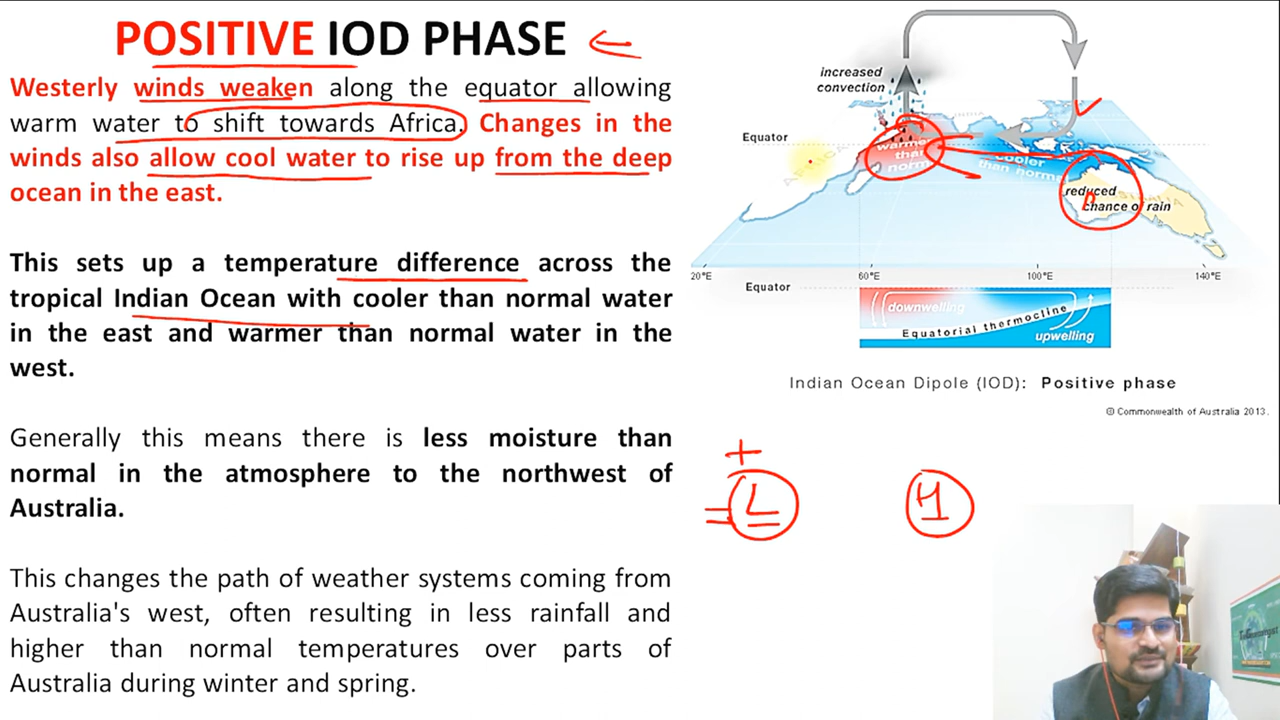 POSITIVE IOD PHASE
Westerly winds weaken along the equator allowing
warm water to shift towards Africa. Changes in the
winds also allow cool water to rise up from the deep
ocean in the east.
This sets up a temperature difference across the
tropical Indian Ocean with cooler than normal water
in the east and warmer than normal water in the
west.
Generally this means there is less moisture than
normal in the atmosphere to the northwest of
Australia.
This changes the path of weather systems coming from
Australia's west, often resulting in less rainfall and
higher than normal temperatures over parts of
Australia during winter and spring.
increased
convection
Equator
warmer
than
normal
cooler
than norma
reduced
chance of rain
20°E
60°E
100°E
140°E
Equator
downwelling
Equatorial thermocline
upwelling
Indian Ocean Dipole (IOD): Positive phase
© Commonwealth of Australia 2013.
+
L
H